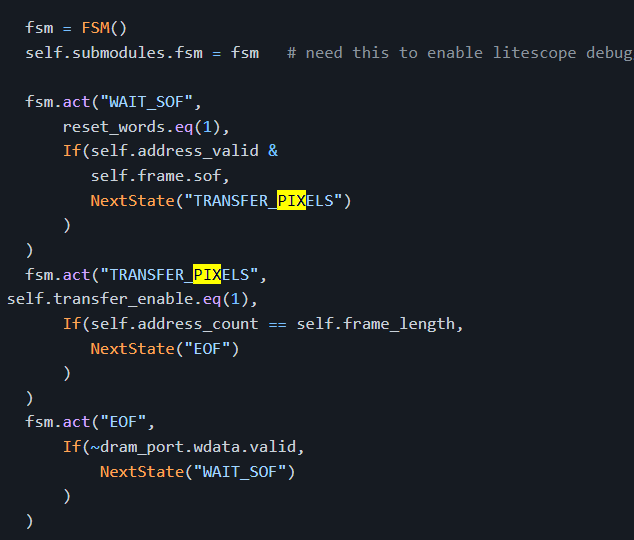 fsm = FSM()
self.submodules.fsm = fsm   # need this to enable litescope debug
fsm.act("WAIT_SOF",
reset_words.eq(1),
If(self.address_valid &
self.frame.sof,
NextState("TRANSFER_PIXELS")
)
)
fsm.act("TRANSFER_PIXELS",
self.transfer_enable.eq(1),
If(self.address_count == self.frame_length,
NextState("EOF")
)
)
fsm.act("EOF",
If(~dram_port.wdata.valid,
NextState("WAIT_SOF")
)
)